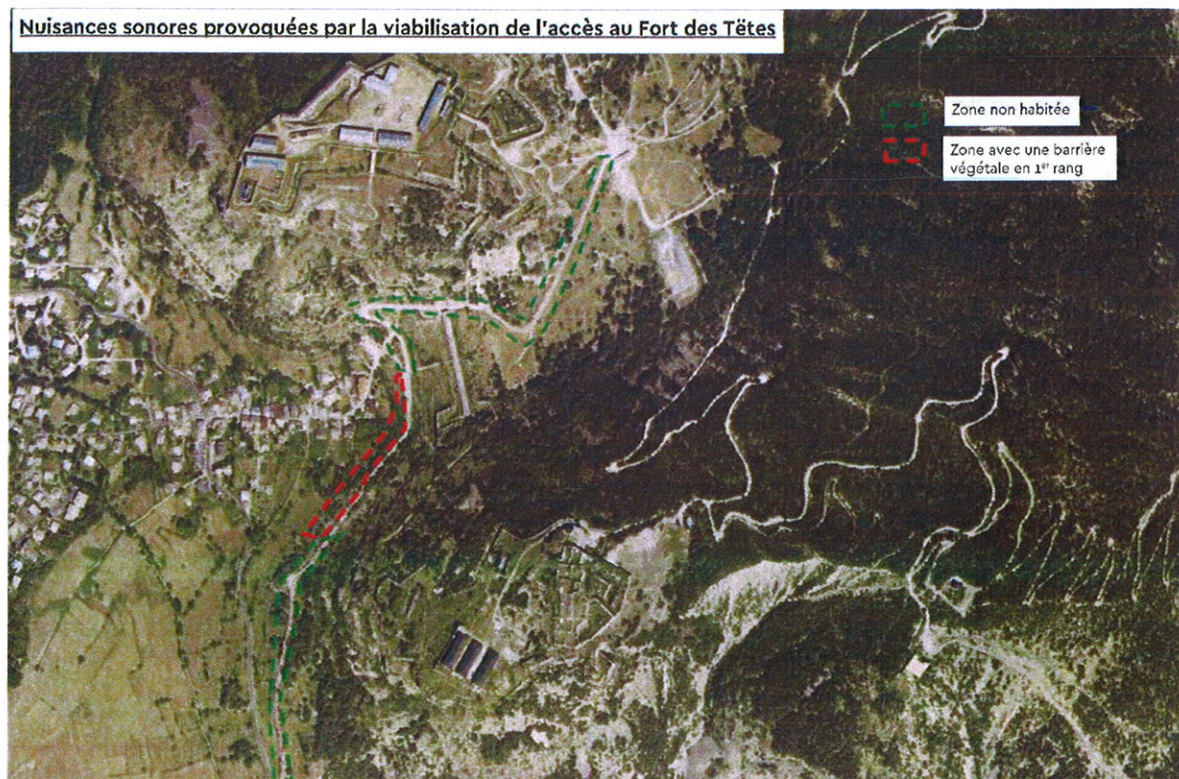 Nuisances sonores provoquées par la viabilisation de l'accès au Fort des Tëtes
Zone non habitée
Zone avec une barrière
végétale en 1er rang